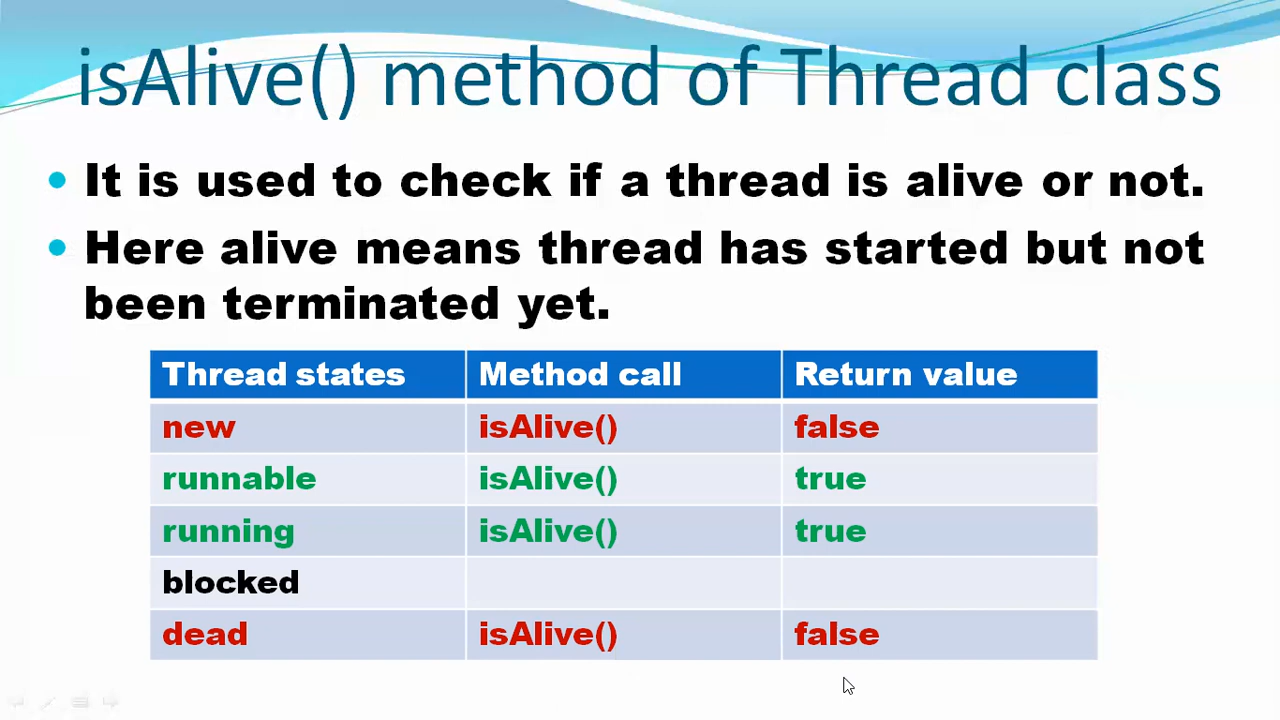 isAlive() method of Thread class
• It is used to check if a thread is alive or not.
• Here alive means thread has started but not
been terminated yet.
Thread states Method call Return value
new isAlive() false
runnable isAlive() true
running isAlive() true
blocked
dead isAlive() false